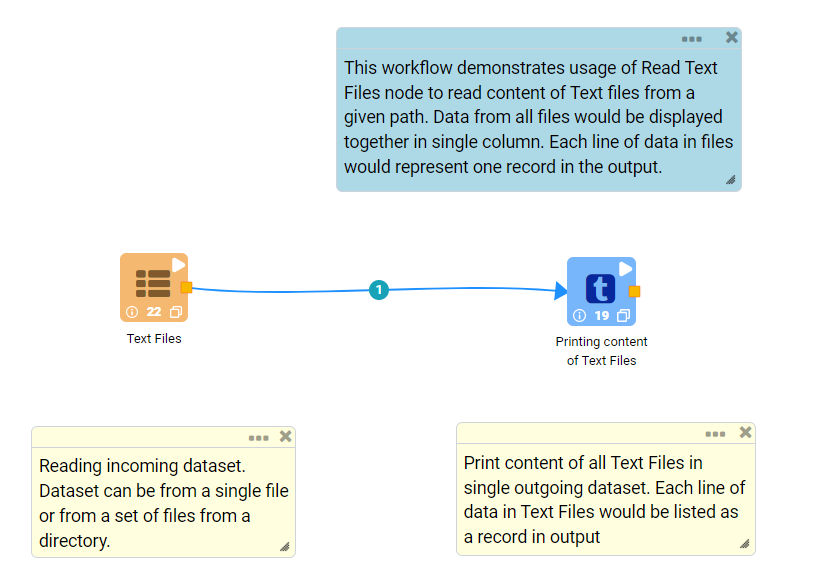 This workflow demonstrates usage of Read Text
Files node to read content of Text files from a
given path. Data from all files would be displayed
together in single column. Each line of data in files
would represent one record in the output.
1
22
Text Files
t
19
Printing content
of Text Files
Reading incoming dataset.
Dataset can be from a single file
or from a set of files from a
directory.
Print content of all Text Files in
single outgoing dataset. Each line of
data in Text Files would be listed as
a record in output